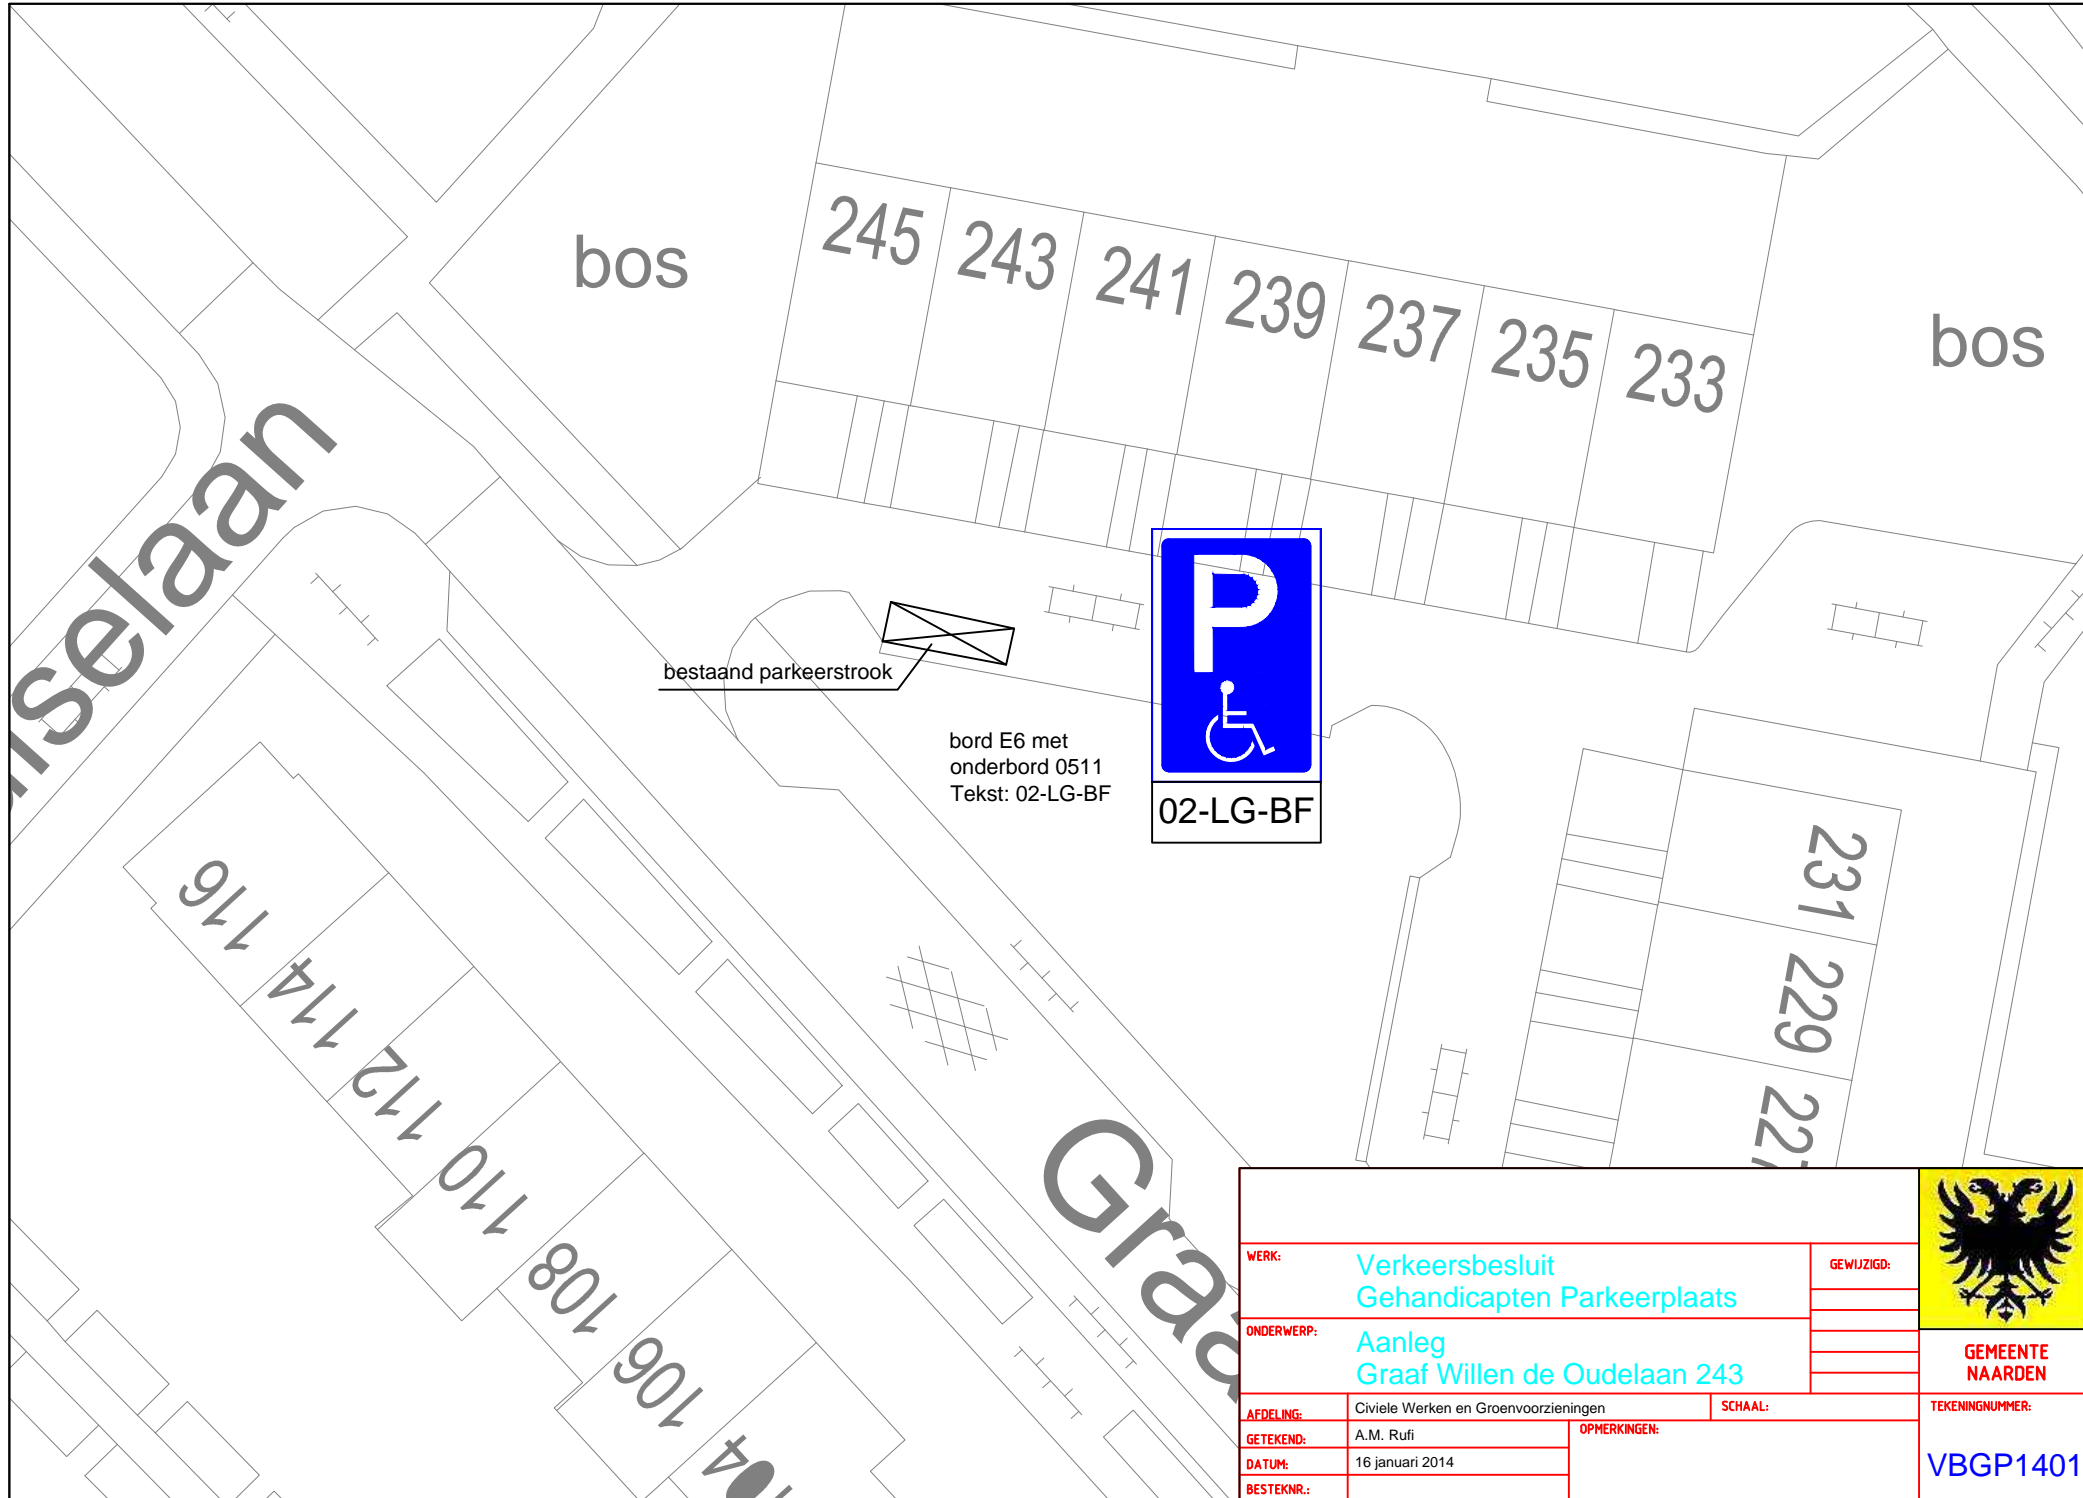 bos
245
243
241
239
237
235
233
bos
selaan
bestaand parkeerstrook
bord E6 met
onderbord 0511
Tekst: 02-LG-BF
P
02-LG-BF
116
114
112
110
108
106
231
229
Graa
WERK:
Verkeersbesluit
Gehandicapten Parkeerplaats
GEWIJZIGD:
ONDERWERP:
Aanleg
Graaf Willen de Oudelaan 243
GEMEENTE
NAARDEN
AFDELING:
Civiele Werken en Groenvoorzieningen
SCHAAL:
TEKENINGNUMMER:
GETEKEND:
A.M. Rufi
OPMERKINGEN:
DATUM:
16 januari 2014
VBGP1401
BESTEKNR.: